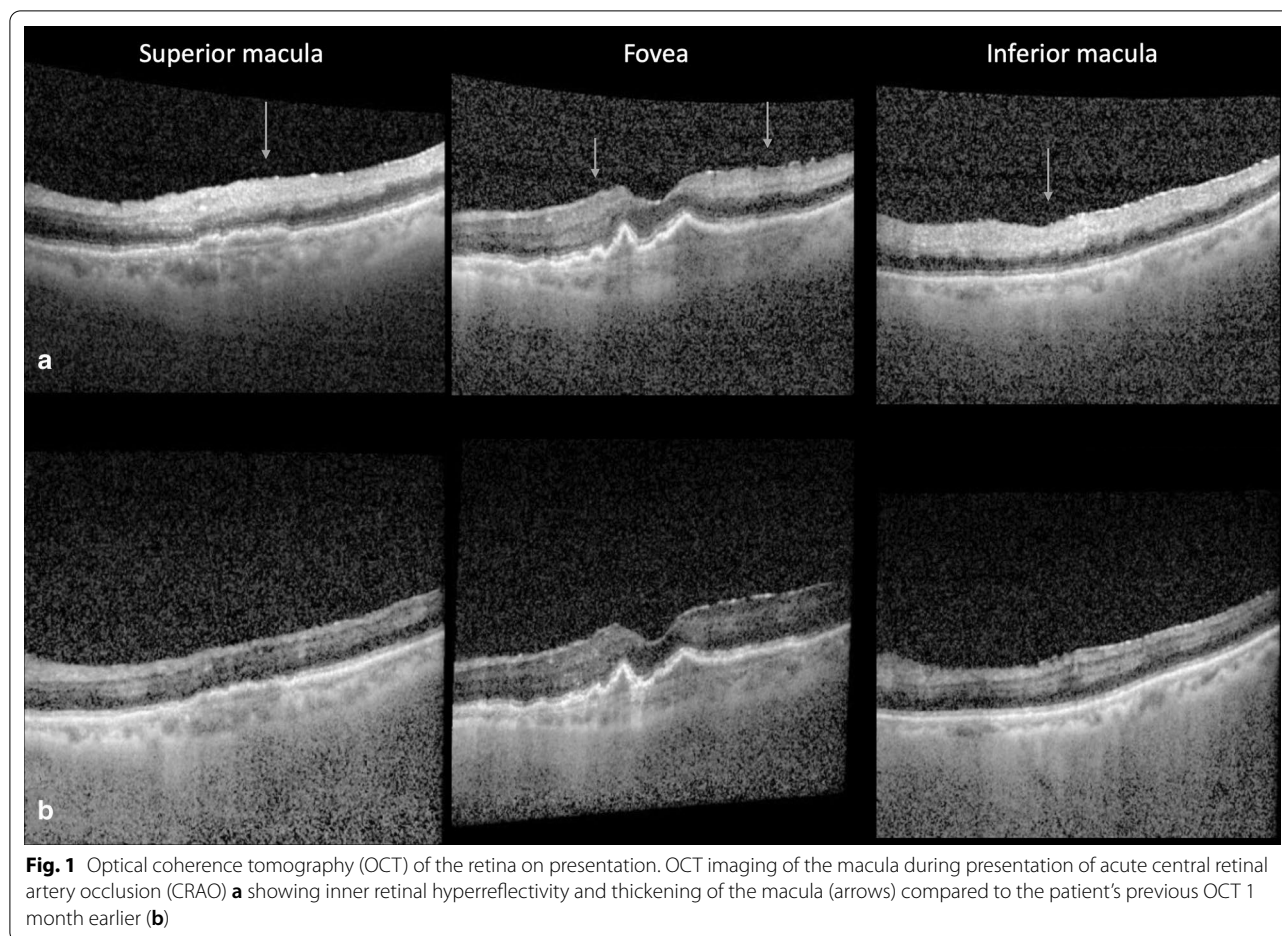 Superior macula
Fovea
Inferior macula
a
b
Fig. 1 Optical coherence tomography (OCT) of the retina on presentation. OCT imaging of the macula during presentation of acute central retinal
artery occlusion (CRAO) a showing inner retinal hyperreflectivity and thickening of the macula (arrows) compared to the patient's previous OCT 1
month earlier (b)